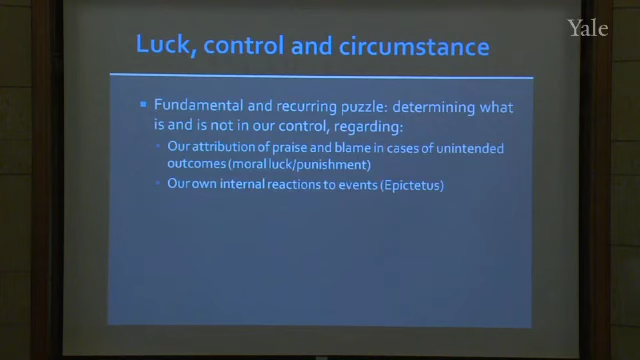 Yale
Luck, control and circumstance
Fundamental and recurring puzzle: determining what
is and is not in our control, regarding:
Our attribution of praise and blame in cases of unintended
outcomes (moral luck/punishment)
Our own internal reactions to events (Epictetus)